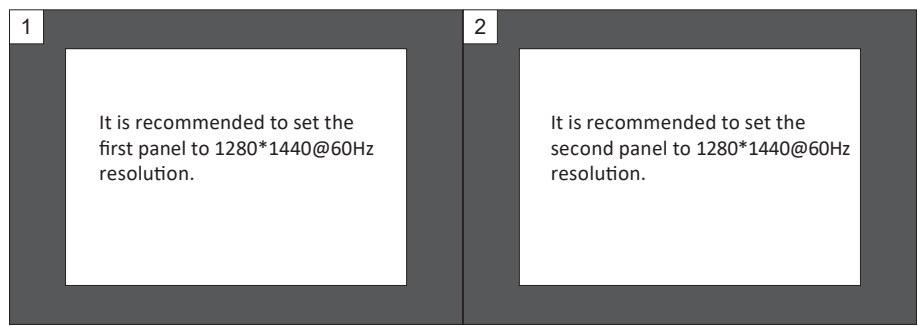 1
It is recommended to set the
first panel to 1280*1440@60Hz
resolution.
2
It is recommended to set the
second panel to 1280*1440@60Hz
resolution.